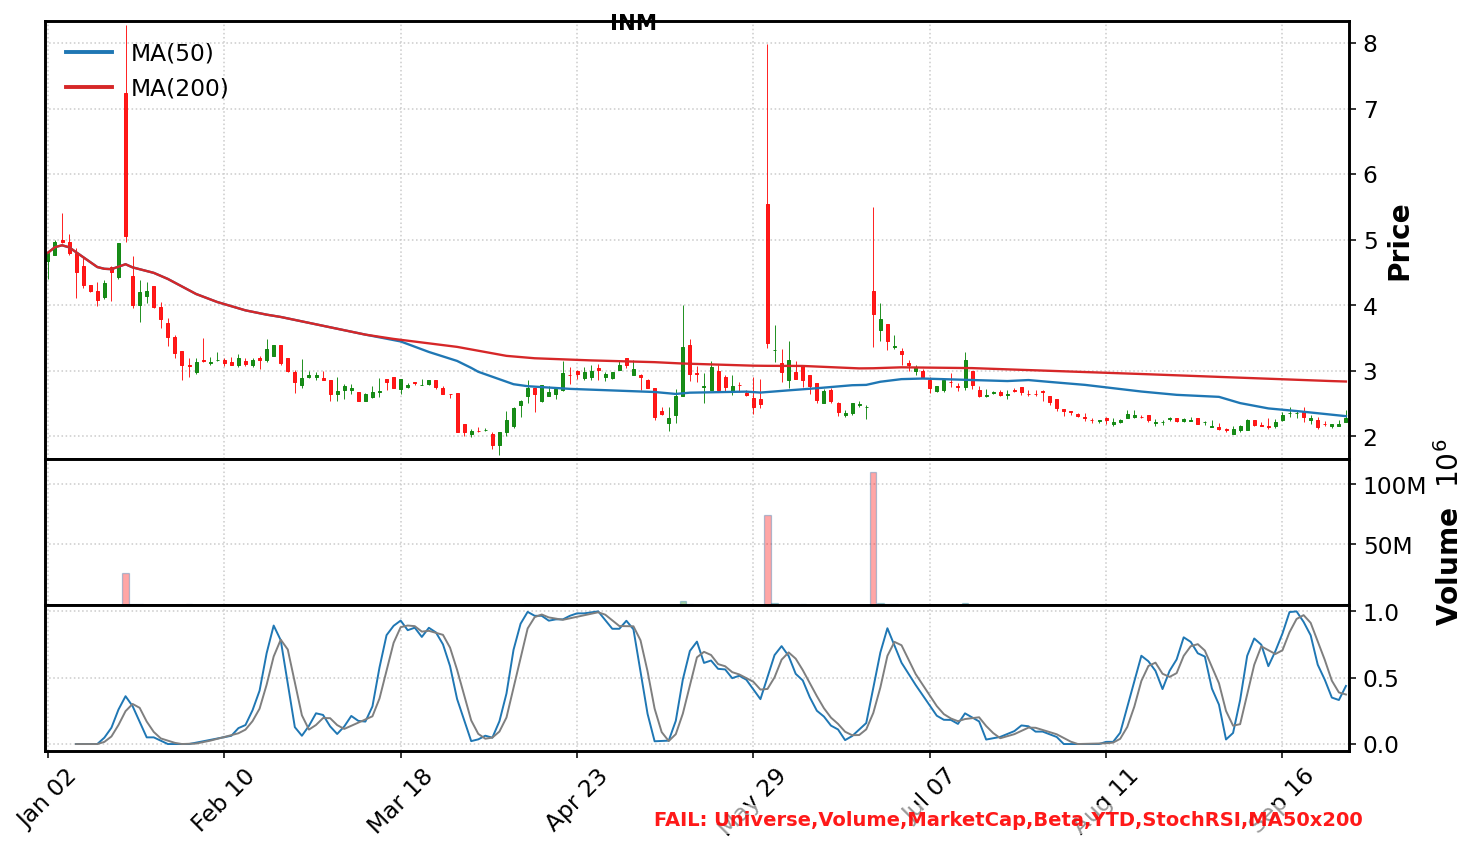 INM
MA(50)
MA(200)
8
7
6
5
4
3
2
Price
100M
50M
Volume 10⁶
1.0
0.5
0.0
Jan 02
Feb 10
Mar 18
Apr 23
May 29
Jul 07
Aug 11
Sep 16
FAIL: Universe,Volume,MarketCap,Beta,YTD,StochRSI,MA50x200